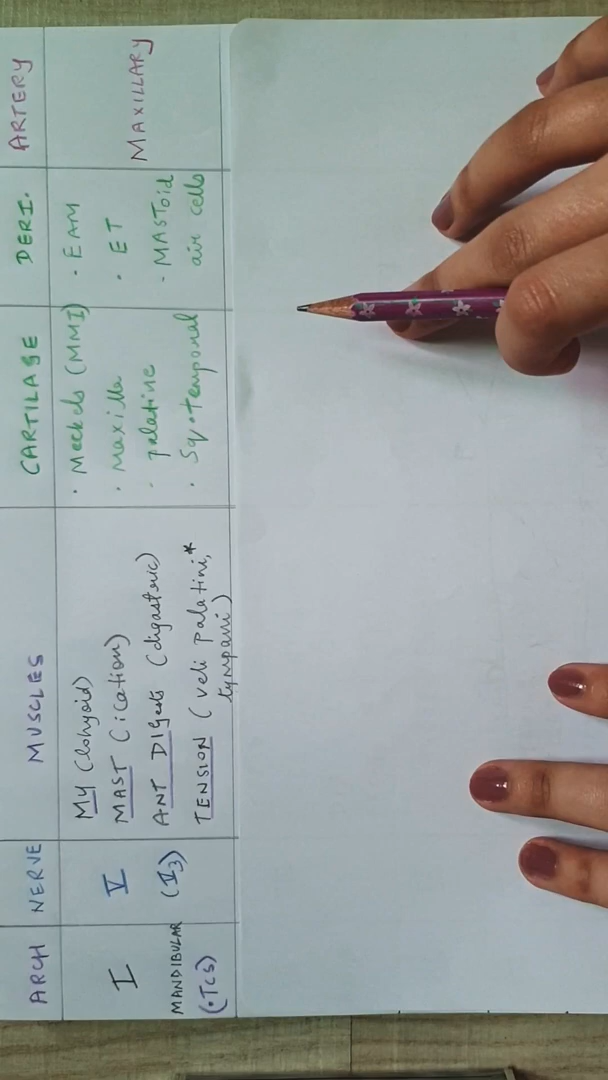 ARCH
NERVE
MUSCLES
CARTILAGE
DERI.
ARTERY
I
MANDIBULAR
(·TCS)
V
(V3)
MY (lohyoid)
MAST (ication)
ANT DIgests (digastric)
TENSION (veli palatini,*
tympani)
· Meckels (MMI)
· Maxilla
· palatine
· Sq. temporal
· EAM
· ET
· MASToid
air cells
MAXILLARY